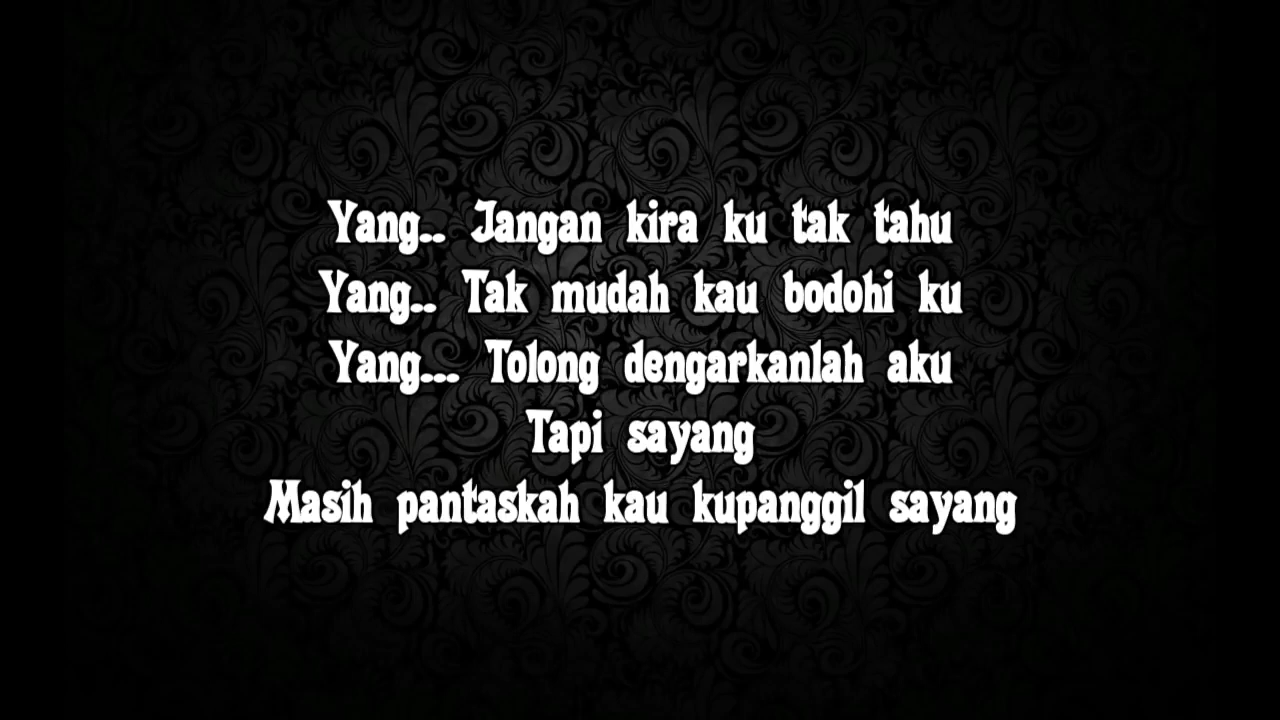 Yang.. Jangan kira ku tak tahu
Yang.. Tak mudah kau bodohi ku
Yang... Tolong dengarkanlah aku
Tapi sayang
Masih pantaskah kau kupanggil sayang